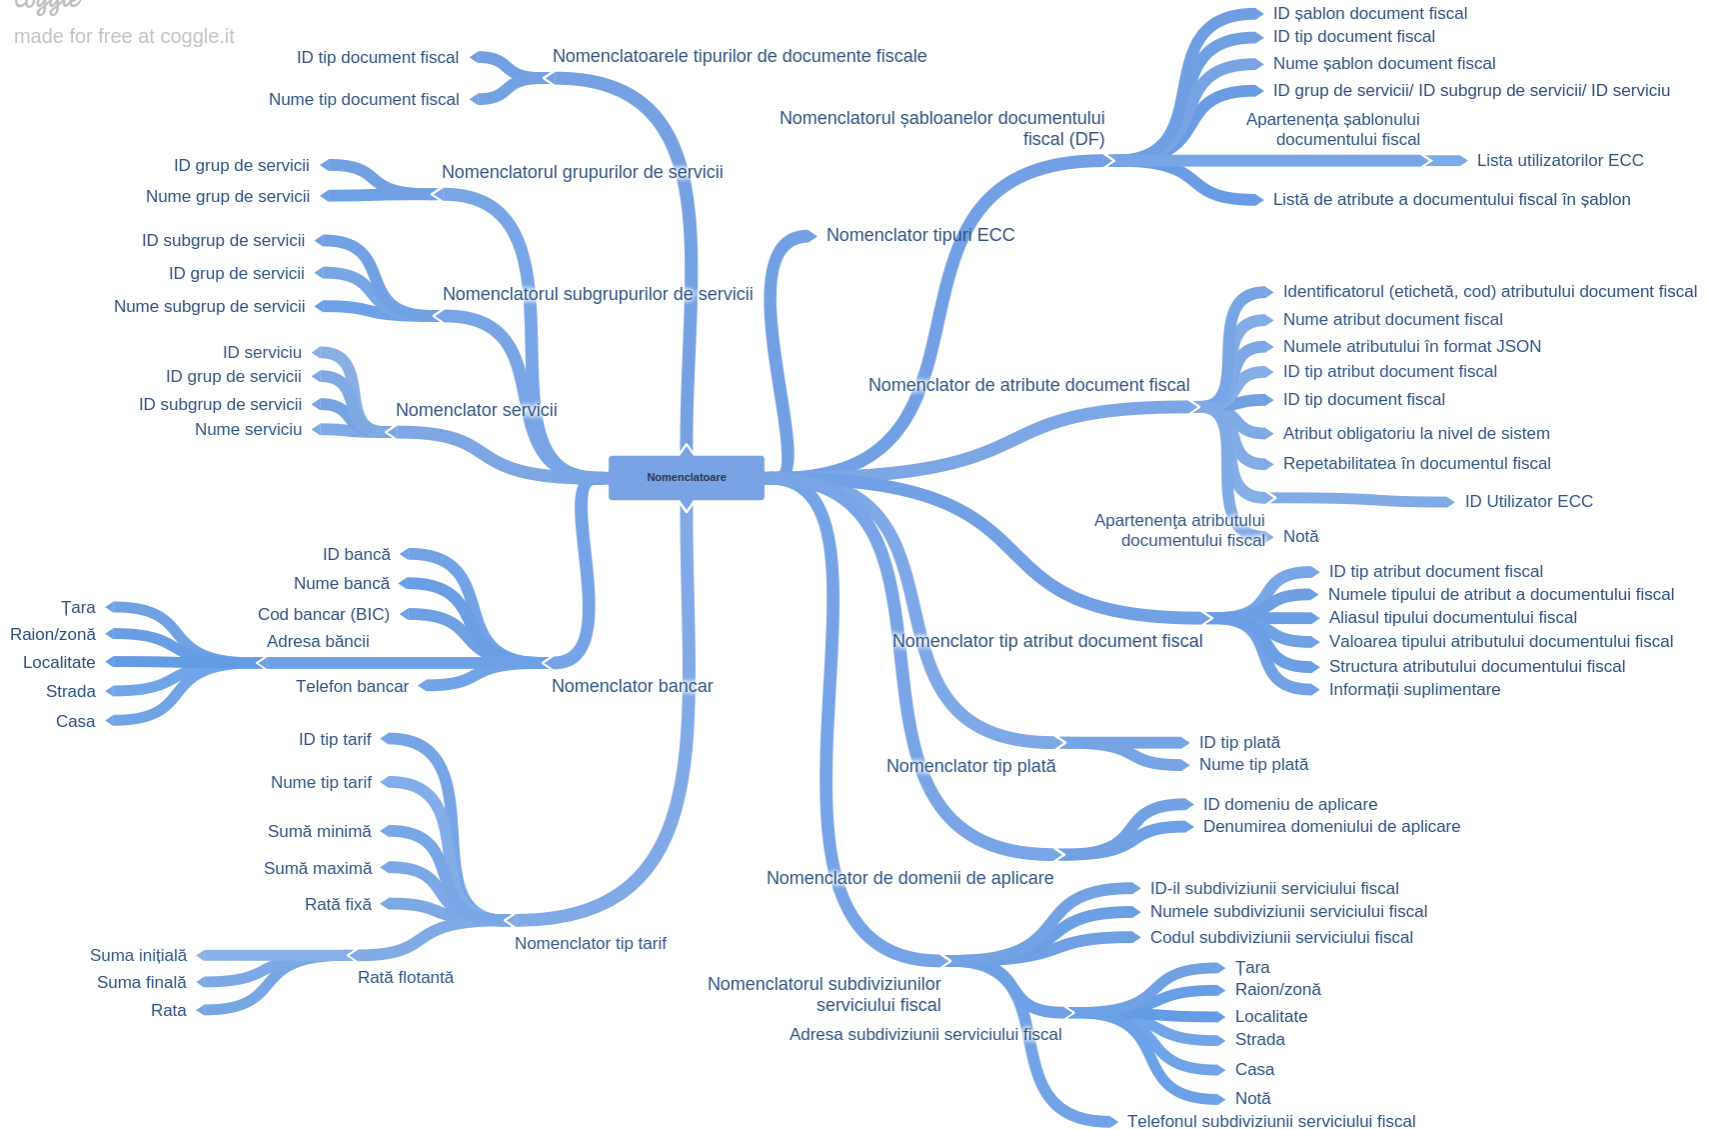 coggle
made for free at coggle.it
Nomenclatoarele tipurilor de documente fiscale
ID tip document fiscal
Nume tip document fiscal
Nomenclatorul grupurilor de servicii
ID grup de servicii
Nume grup de servicii
Nomenclatorul subgrupurilor de servicii
ID subgrup de servicii
ID grup de servicii
Nume subgrup de servicii
Nomenclator servicii
ID serviciu
ID grup de servicii
ID subgrup de servicii
Nume serviciu
Nomenclatoare
Nomenclator bancar
ID bancă
Nume bancă
Cod bancar (BIC)
Adresa băncii
Țara
Raion/zonă
Localitate
Strada
Casa
Telefon bancar
Nomenclator tip tarif
ID tip tarif
Nume tip tarif
Sumă minimă
Sumă maximă
Rată fixă
Rată flotantă
Suma inițială
Suma finală
Rata
Nomenclator tipuri ECC
Nomenclatorul șabloanelor documentului
fiscal (DF)
ID șablon document fiscal
ID tip document fiscal
Nume șablon document fiscal
ID grup de servicii/ ID subgrup de servicii/ ID serviciu
Apartenența șablonului
documentului fiscal
Lista utilizatorilor ECC
Listă de atribute a documentului fiscal în șablon
Nomenclator de atribute document fiscal
Identificatorul (etichetă, cod) atributului document fiscal
Nume atribut document fiscal
Numele atributului în format JSON
ID tip atribut document fiscal
ID tip document fiscal
Atribut obligatoriu la nivel de sistem
Repetabilitatea în documentul fiscal
Apartenenţa atributului
documentului fiscal
ID Utilizator ECC
Notă
Nomenclator tip atribut document fiscal
ID tip atribut document fiscal
Numele tipului de atribut a documentului fiscal
Aliasul tipului documentului fiscal
Valoarea tipului atributului documentului fiscal
Structura atributului documentului fiscal
Informații suplimentare
Nomenclator tip plată
ID tip plată
Nume tip plată
Nomenclator de domenii de aplicare
ID domeniu de aplicare
Denumirea domeniului de aplicare
Nomenclatorul subdiviziunilor
serviciului fiscal
ID-il subdiviziunii serviciului fiscal
Numele subdiviziunii serviciului fiscal
Codul subdiviziunii serviciului fiscal
Adresa subdiviziunii serviciului fiscal
Țara
Raion/zonă
Localitate
Strada
Casa
Notă
Telefonul subdiviziunii serviciului fiscal